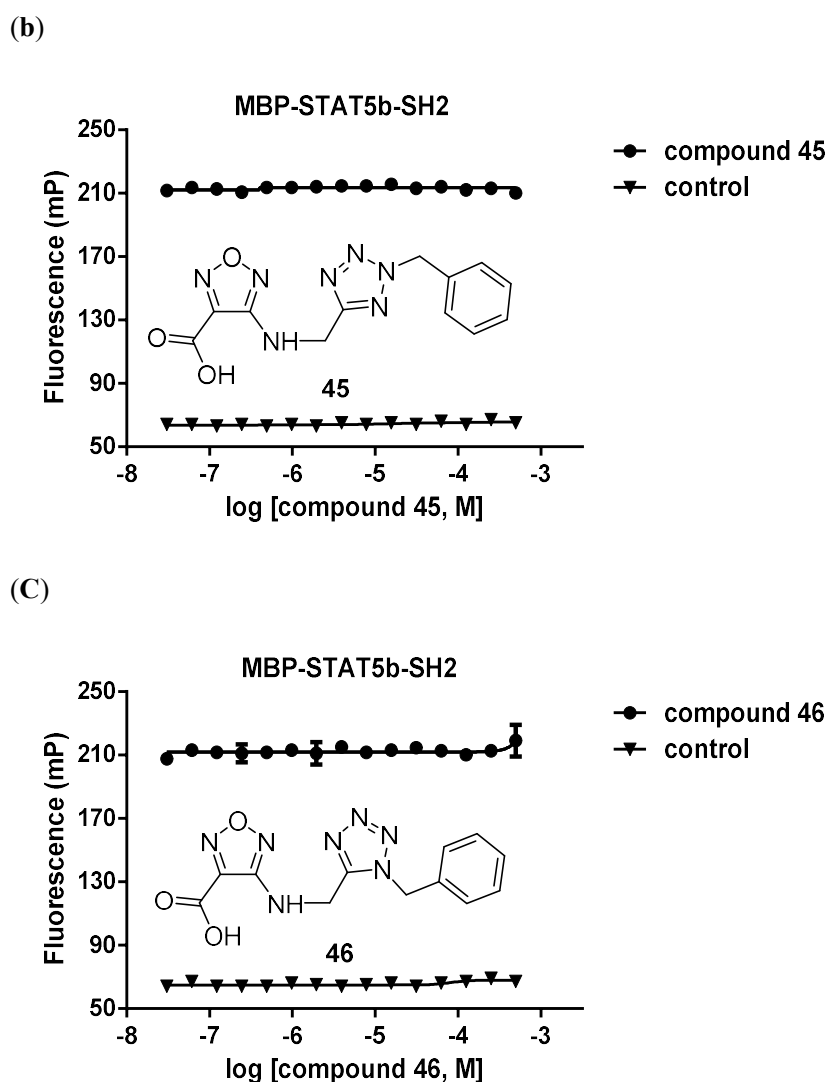 (b)
MBP-STAT5b-SH2
250
210
170
130
90
50
Fluorescence (mP)
compound 45
control
O
N
N
N
N
N
N
N
O
OH
NH
45
-8
-7
-6
-5
-4
-3
log [compound 45, M]
(C)
MBP-STAT5b-SH2
250
210
170
130
90
50
Fluorescence (mP)
compound 46
control
O
N
N
N
N
N
N
O
OH
NH
46
-8
-7
-6
-5
-4
-3
log [compound 46, M]